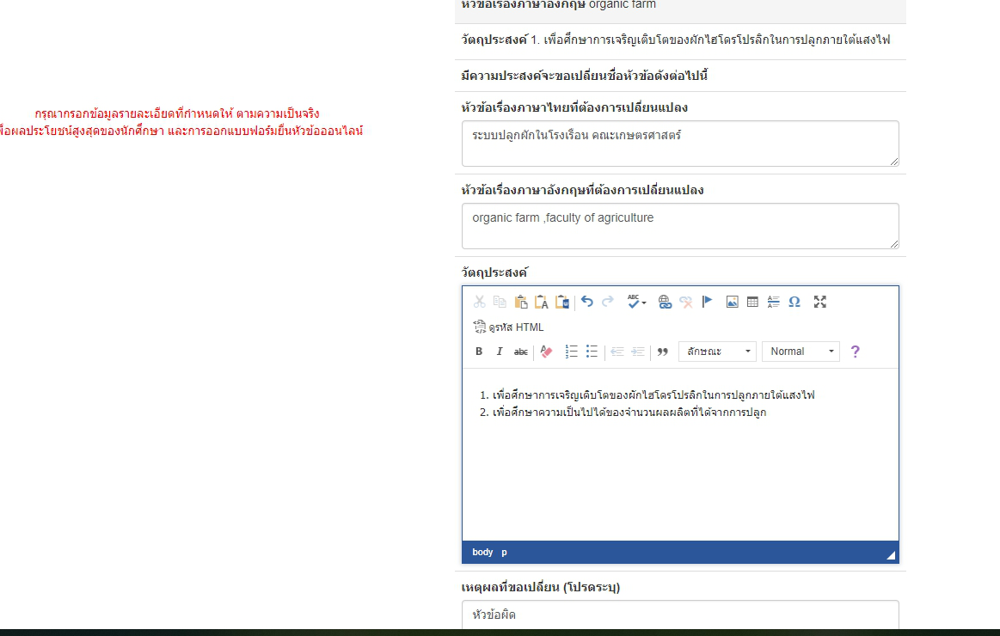 หัวข้อเรื่องภาษาอังกฤษ organic farm
วัตถุประสงค์ 1. เพื่อศึกษาการเจริญเติบโตของผักไฮโดรโปรลิกในการปลูกภายใต้แสงไฟ
มีความประสงค์จะขอเปลี่ยนชื่อหัวข้อดังต่อไปนี้
กรุณากรอกข้อมูลรายละเอียดที่กำหนดให้ ตามความเป็นจริง
พื่อผลประโยชน์สูงสุดของนักศึกษา และการออกแบบฟอร์มยื่นหัวข้อออนไลน์
หัวข้อเรื่องภาษาไทยที่ต้องการเปลี่ยนแปลง
ระบบปลูกผักในโรงเรือน คณะเกษตรศาสตร์
หัวข้อเรื่องภาษาอังกฤษที่ต้องการเปลี่ยนแปลง
organic farm ,faculty of agriculture
วัตถุประสงค์
ABC
ดูรหัส HTML
B I abc ลักษณะ Normal ?
1. เพื่อศึกษาการเจริญเติบโตของผักไฮโดรโปรลิกในการปลูกภายใต้แสงไฟ
2. เพื่อศึกษาความเป็นไปได้ของจำนวนผลผลิตที่ได้จากการปลูก
body p
เหตุผลที่ขอเปลี่ยน (โปรดระบุ)
หัวข้อผิด